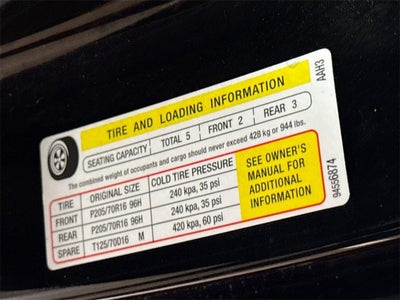 TIRE AND LOADING INFORMATION
SEATING CAPACITY TOTAL 5 FRONT 2 REAR 3
The combined weight of occupants and cargo should never exceed 428 kg or 944 lbs.
TIRE ORIGINAL SIZE COLD TIRE PRESSURE
FRONT P205/70R16 96H 240 kPa, 35 psi
REAR P205/70R16 96H 240 kPa, 35 psi
SPARE T125/70D16 M 420 kPa, 60 psi
SEE OWNER'S
MANUAL FOR
ADDITIONAL
INFORMATION
AAH3
94556874